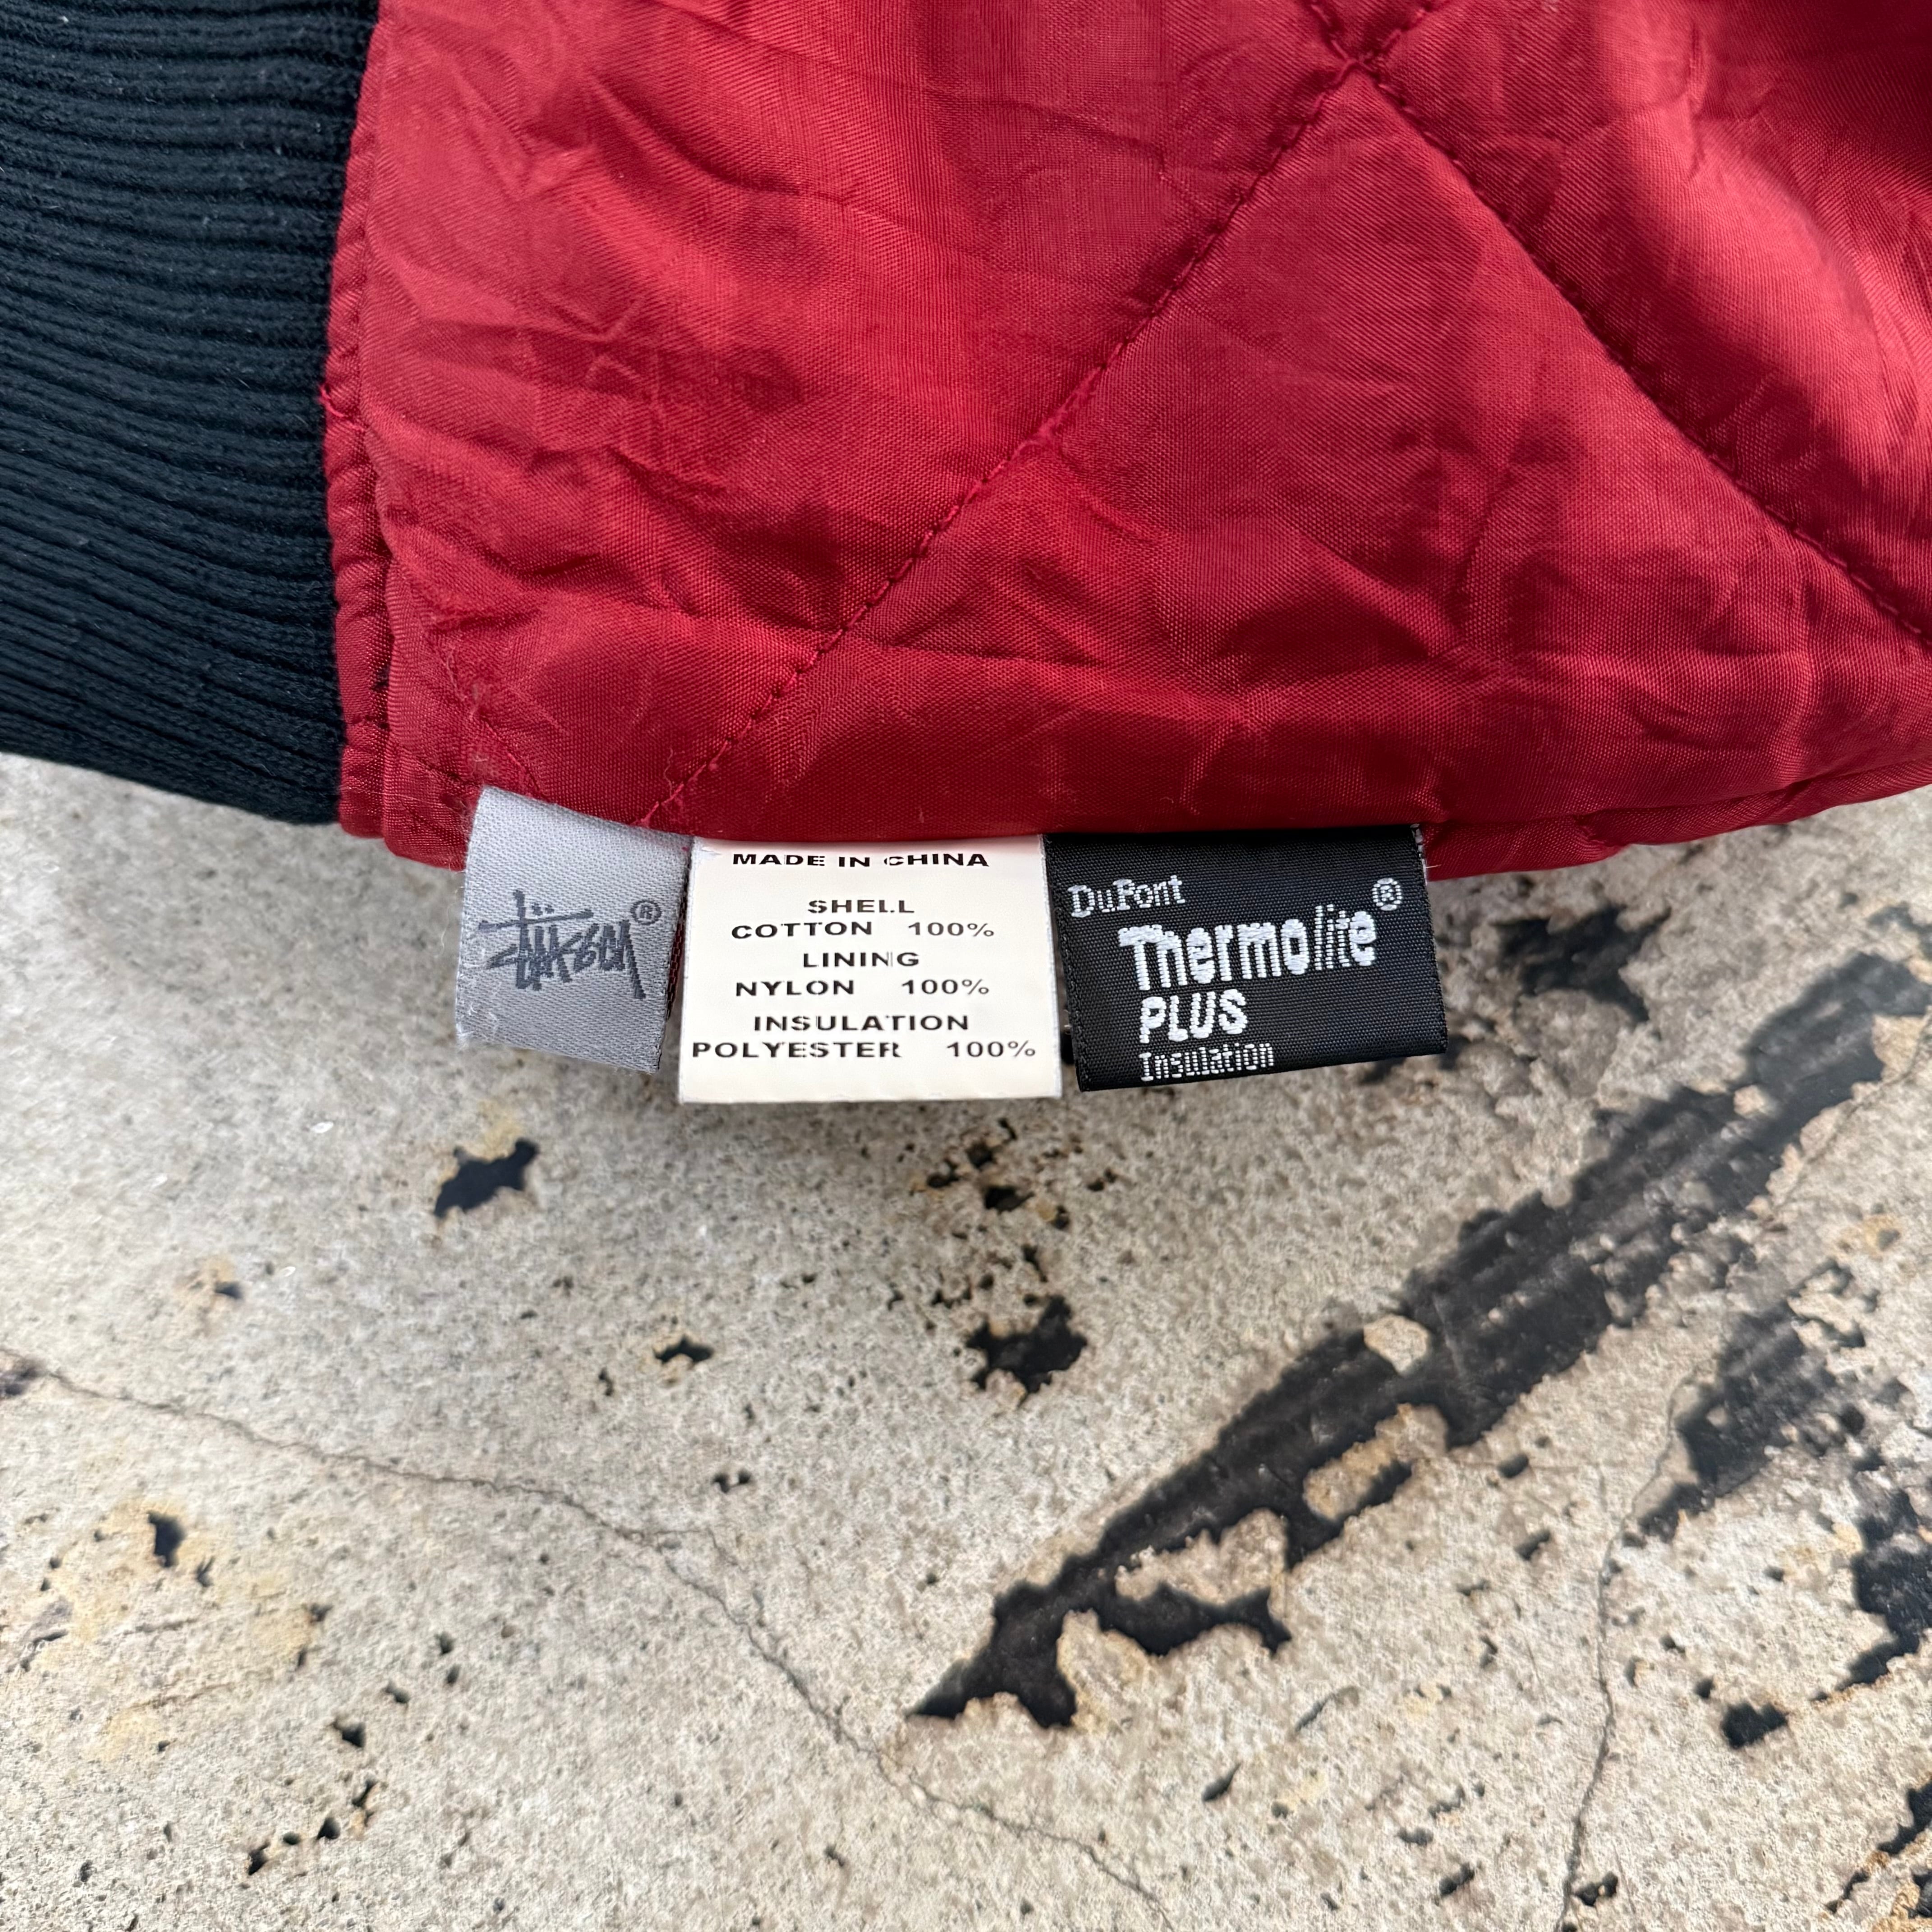 Stüssy®
MADE IN CHINA
SHELL
COTTON 100%
LINING
NYLON 100%
INSULATION
POLYESTER 100%
DuPont
Thermolite®
PLUS
Insulation